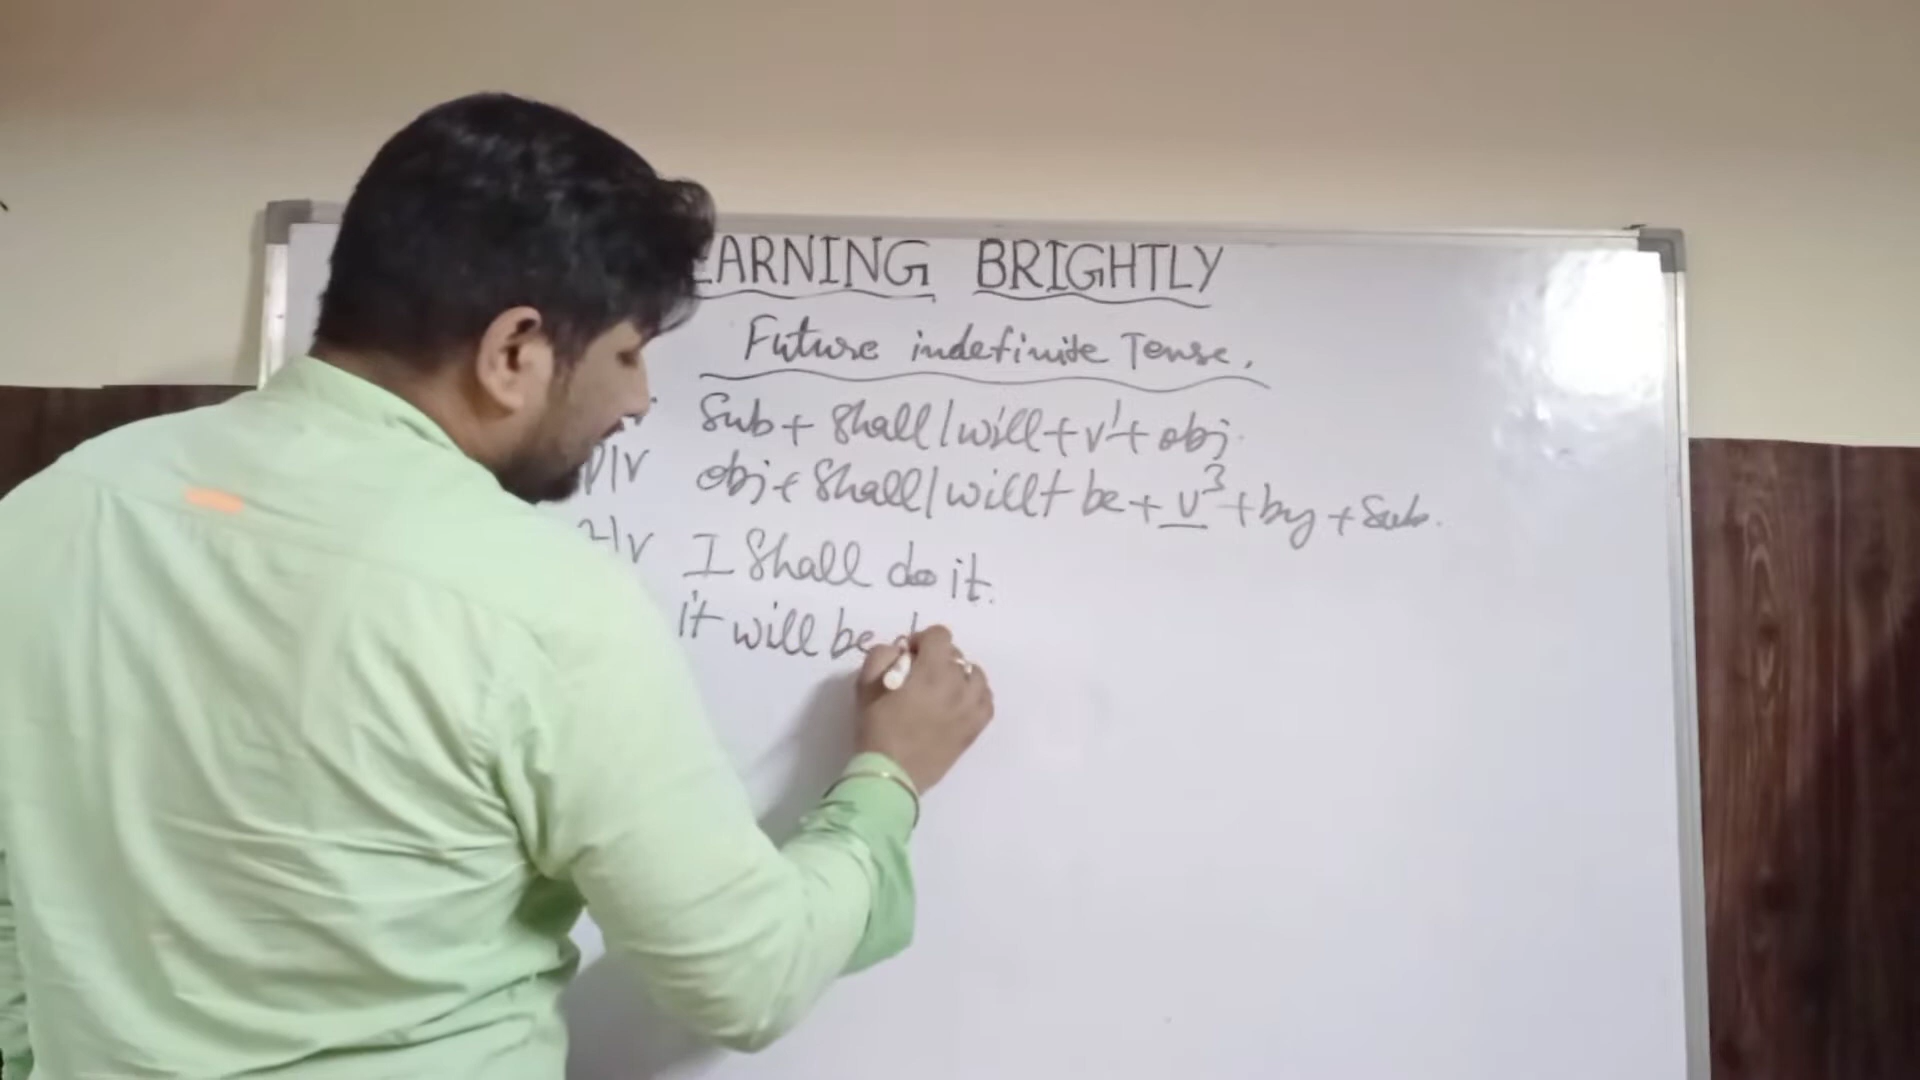 EARNING BRIGHTLY
Future indefinite Tense.
Sub + Shall / will + v¹ + obj.
P/V obj + Shall / will + be + v³ + by + Sub.
A/V I Shall do it.
it will be d